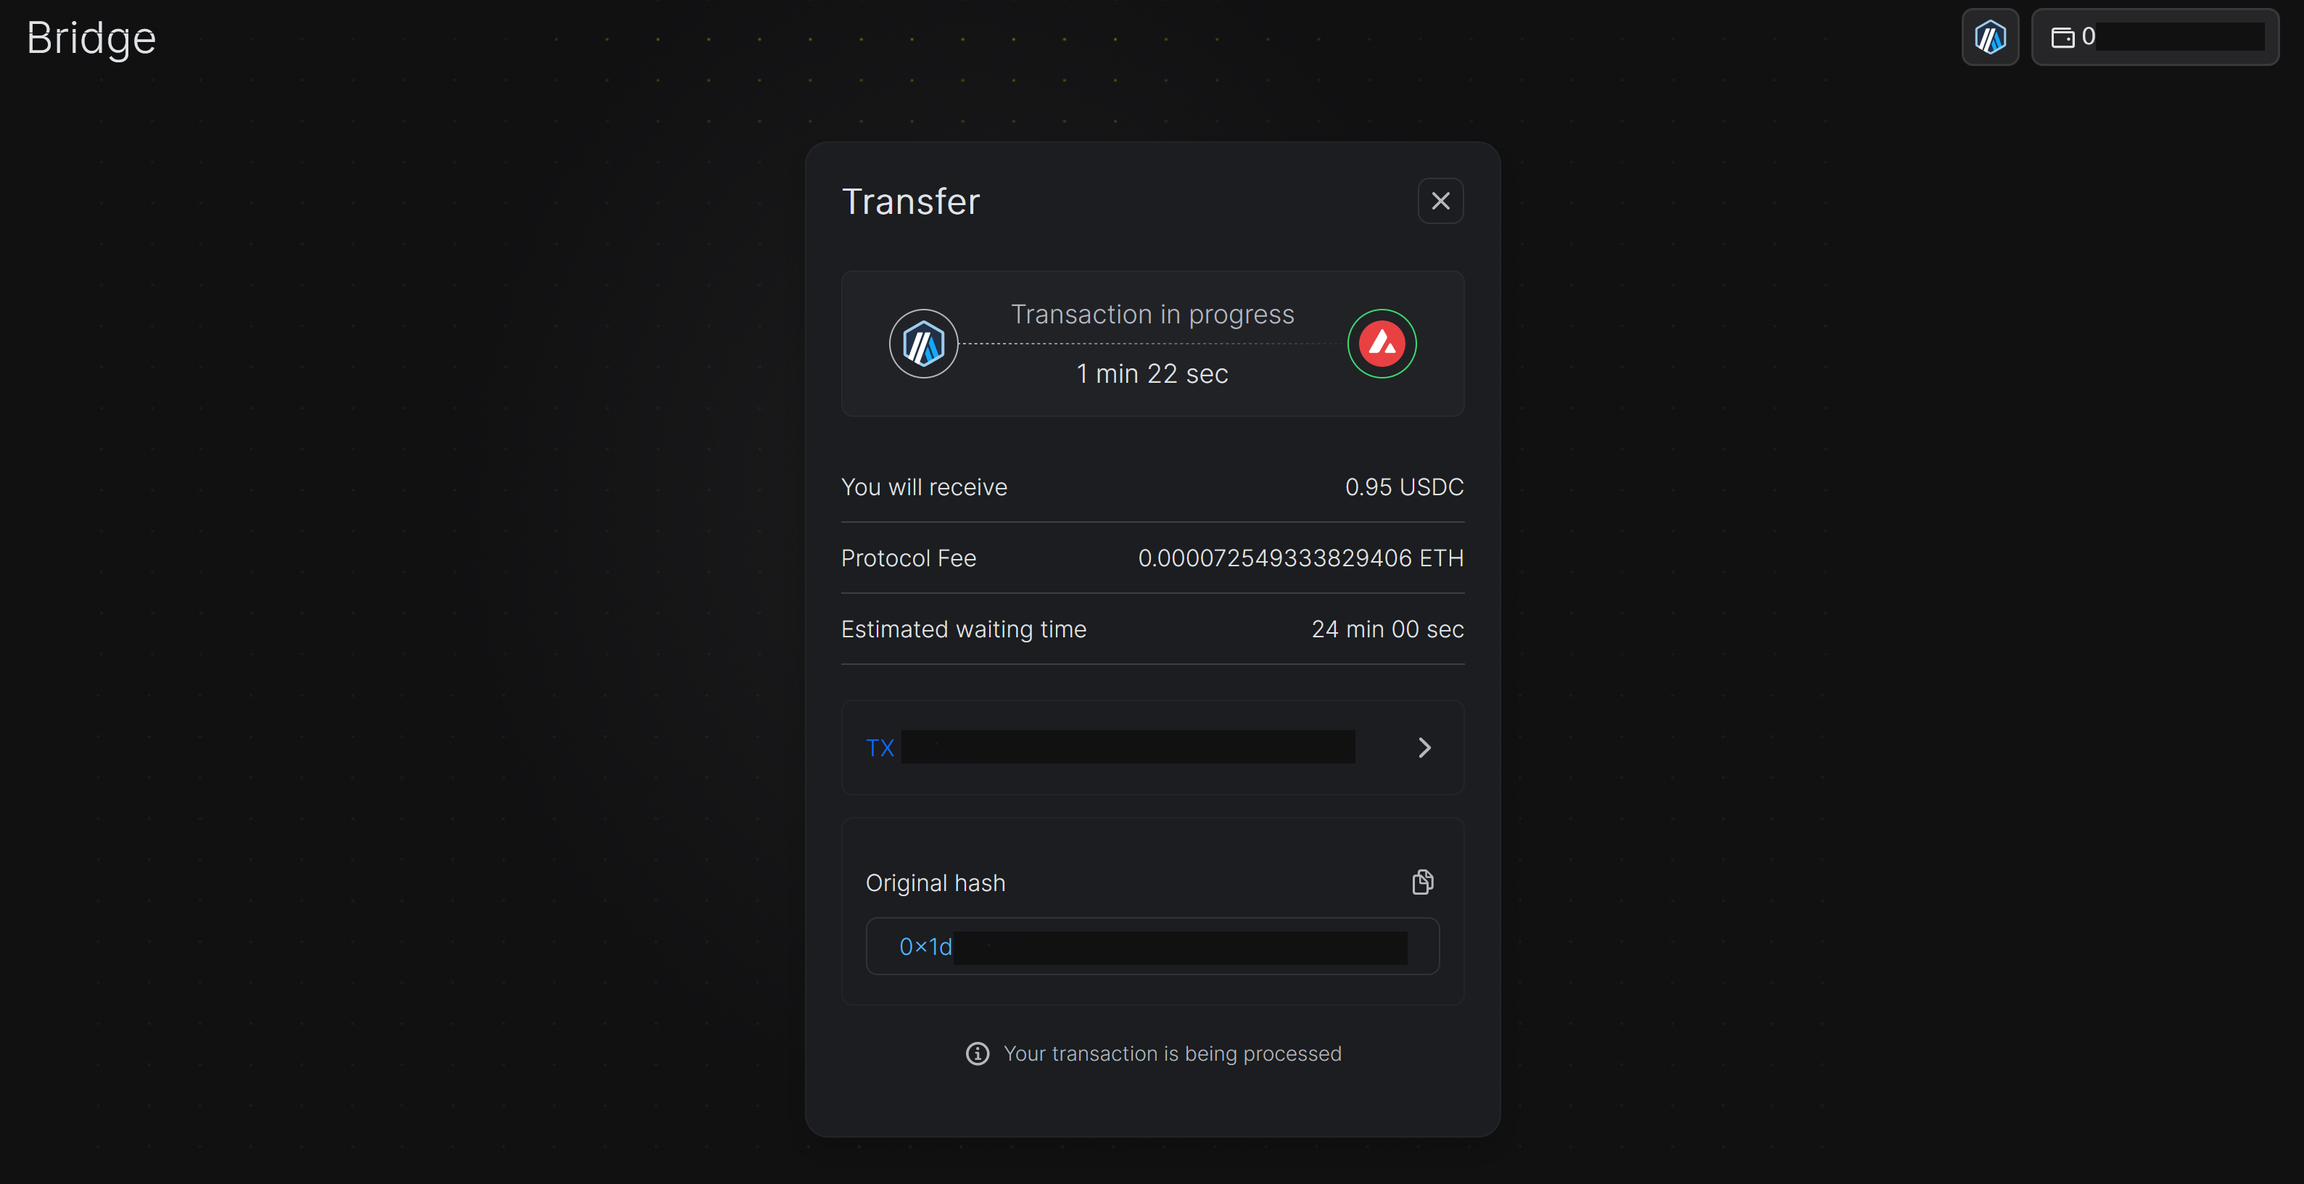 Bridge
0
Transfer
Transaction in progress
1 min 22 sec
You will receive 0.95 USDC
Protocol Fee 0.000072549333829406 ETH
Estimated waiting time 24 min 00 sec
TX
Original hash
0×1d
Your transaction is being processed